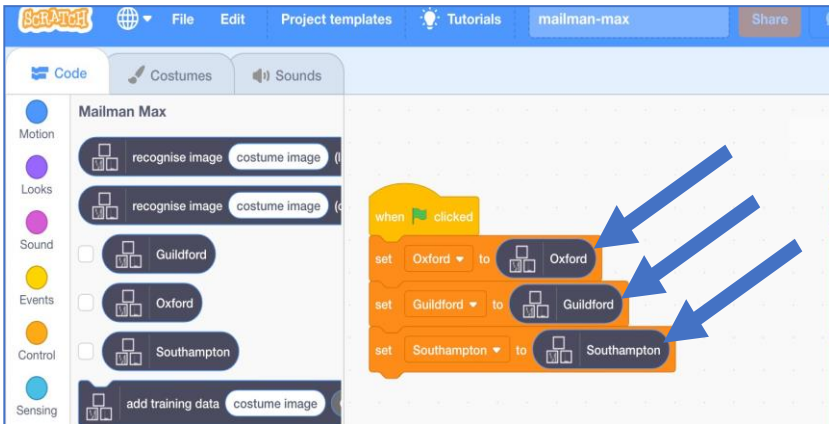 SCRATCH File Edit Project templates Tutorials mailman-max Share
Code Costumes Sounds
Motion
Looks
Sound
Events
Control
Sensing
Mailman Max
recognise image costume image
recognise image costume image
Guildford
Oxford
Southampton
add training data costume image
when clicked
set Oxford to Oxford
set Guildford to Guildford
set Southampton to Southampton